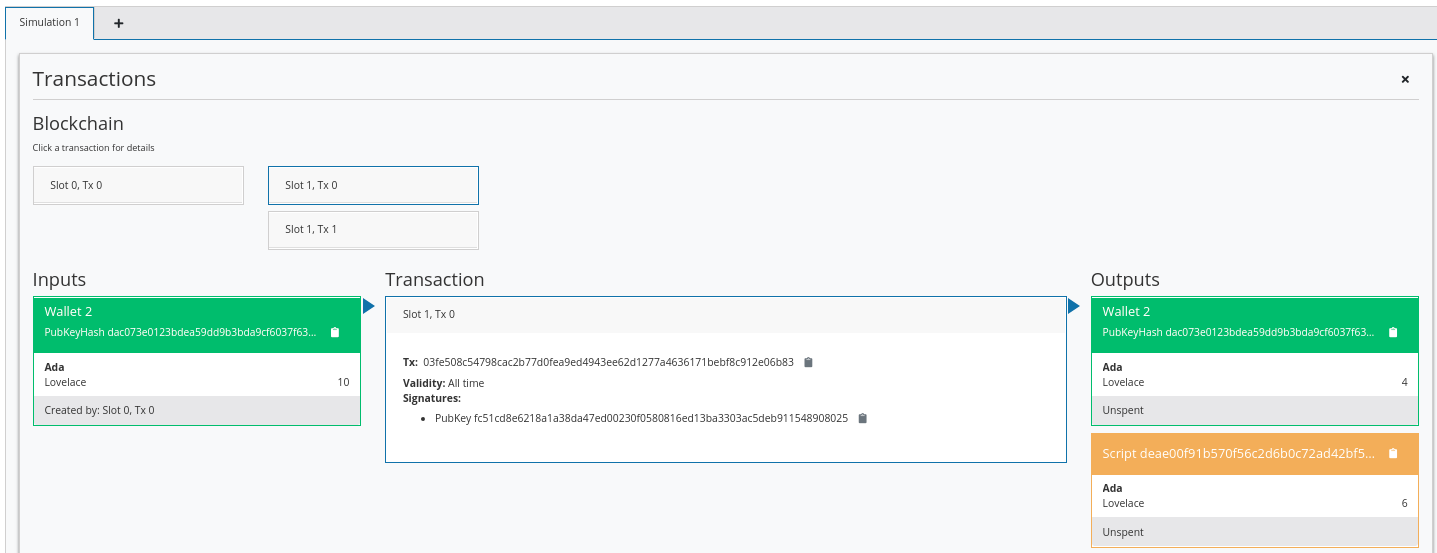 Simulation 1
+
Transactions
×
Blockchain
Click a transaction for details
Slot 0, Tx 0
Slot 1, Tx 0
Slot 1, Tx 1
Inputs
Wallet 2
PubKeyHash dac073e0123bdea59dd9b3bda9cf6037f63...
Ada
Lovelace 10
Created by: Slot 0, Tx 0
Transaction
Slot 1, Tx 0
Tx: 03fe508c54798cac2b77d0fea9ed4943ee62d1277a4636171bebf8c912e06b83
Validity: All time
Signatures:
• PubKey fc51cd8e6218a1a38da47ed00230f0580816ed13ba3303ac5deb911548908025
Outputs
Wallet 2
PubKeyHash dac073e0123bdea59dd9b3bda9cf6037f63...
Ada
Lovelace 4
Unspent
Script deae00f91b570f56c2d6b0c72ad42bf5...
Ada
Lovelace 6
Unspent